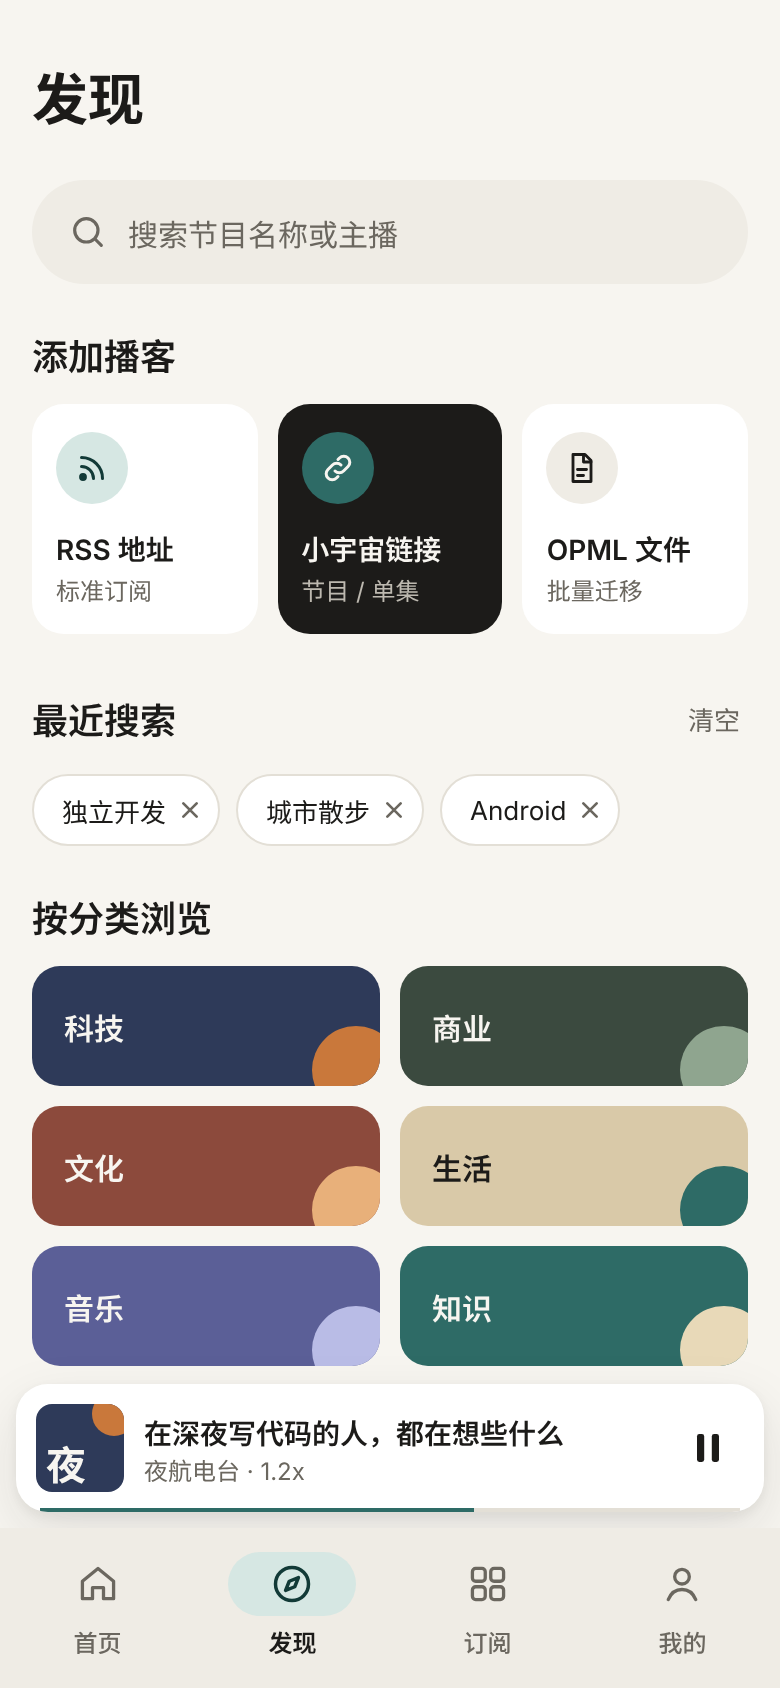 发现
搜索节目名称或主播
添加播客
RSS 地址
标准订阅
小宇宙链接
节目 / 单集
OPML 文件
批量迁移
最近搜索
清空
独立开发
城市散步
Android
按分类浏览
科技
商业
文化
生活
音乐
知识
夜
在深夜写代码的人，都在想些什么
夜航电台 · 1.2x
首页
发现
订阅
我的